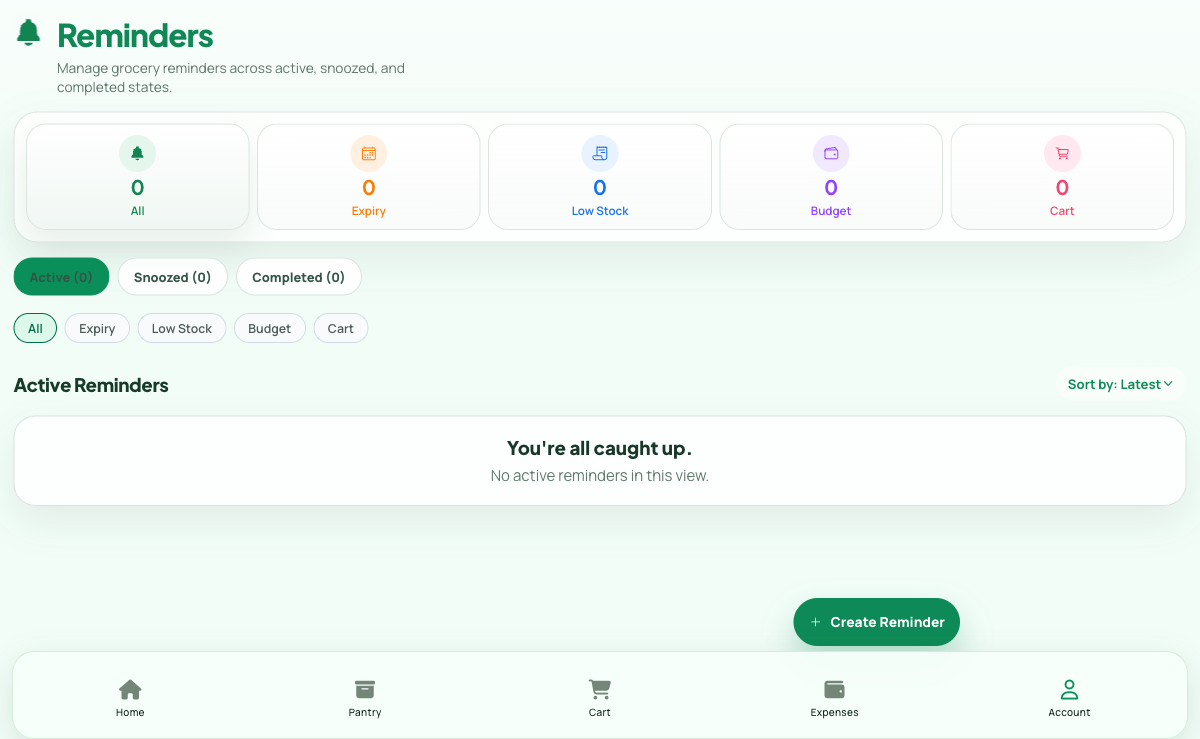 Reminders
Manage grocery reminders across active, snoozed, and
completed states.
0
All
0
Expiry
0
Low Stock
0
Budget
0
Cart
Active (0)
Snoozed (0)
Completed (0)
All
Expiry
Low Stock
Budget
Cart
Active Reminders
Sort by: Latest
You're all caught up.
No active reminders in this view.
+ Create Reminder
Home
Pantry
Cart
Expenses
Account